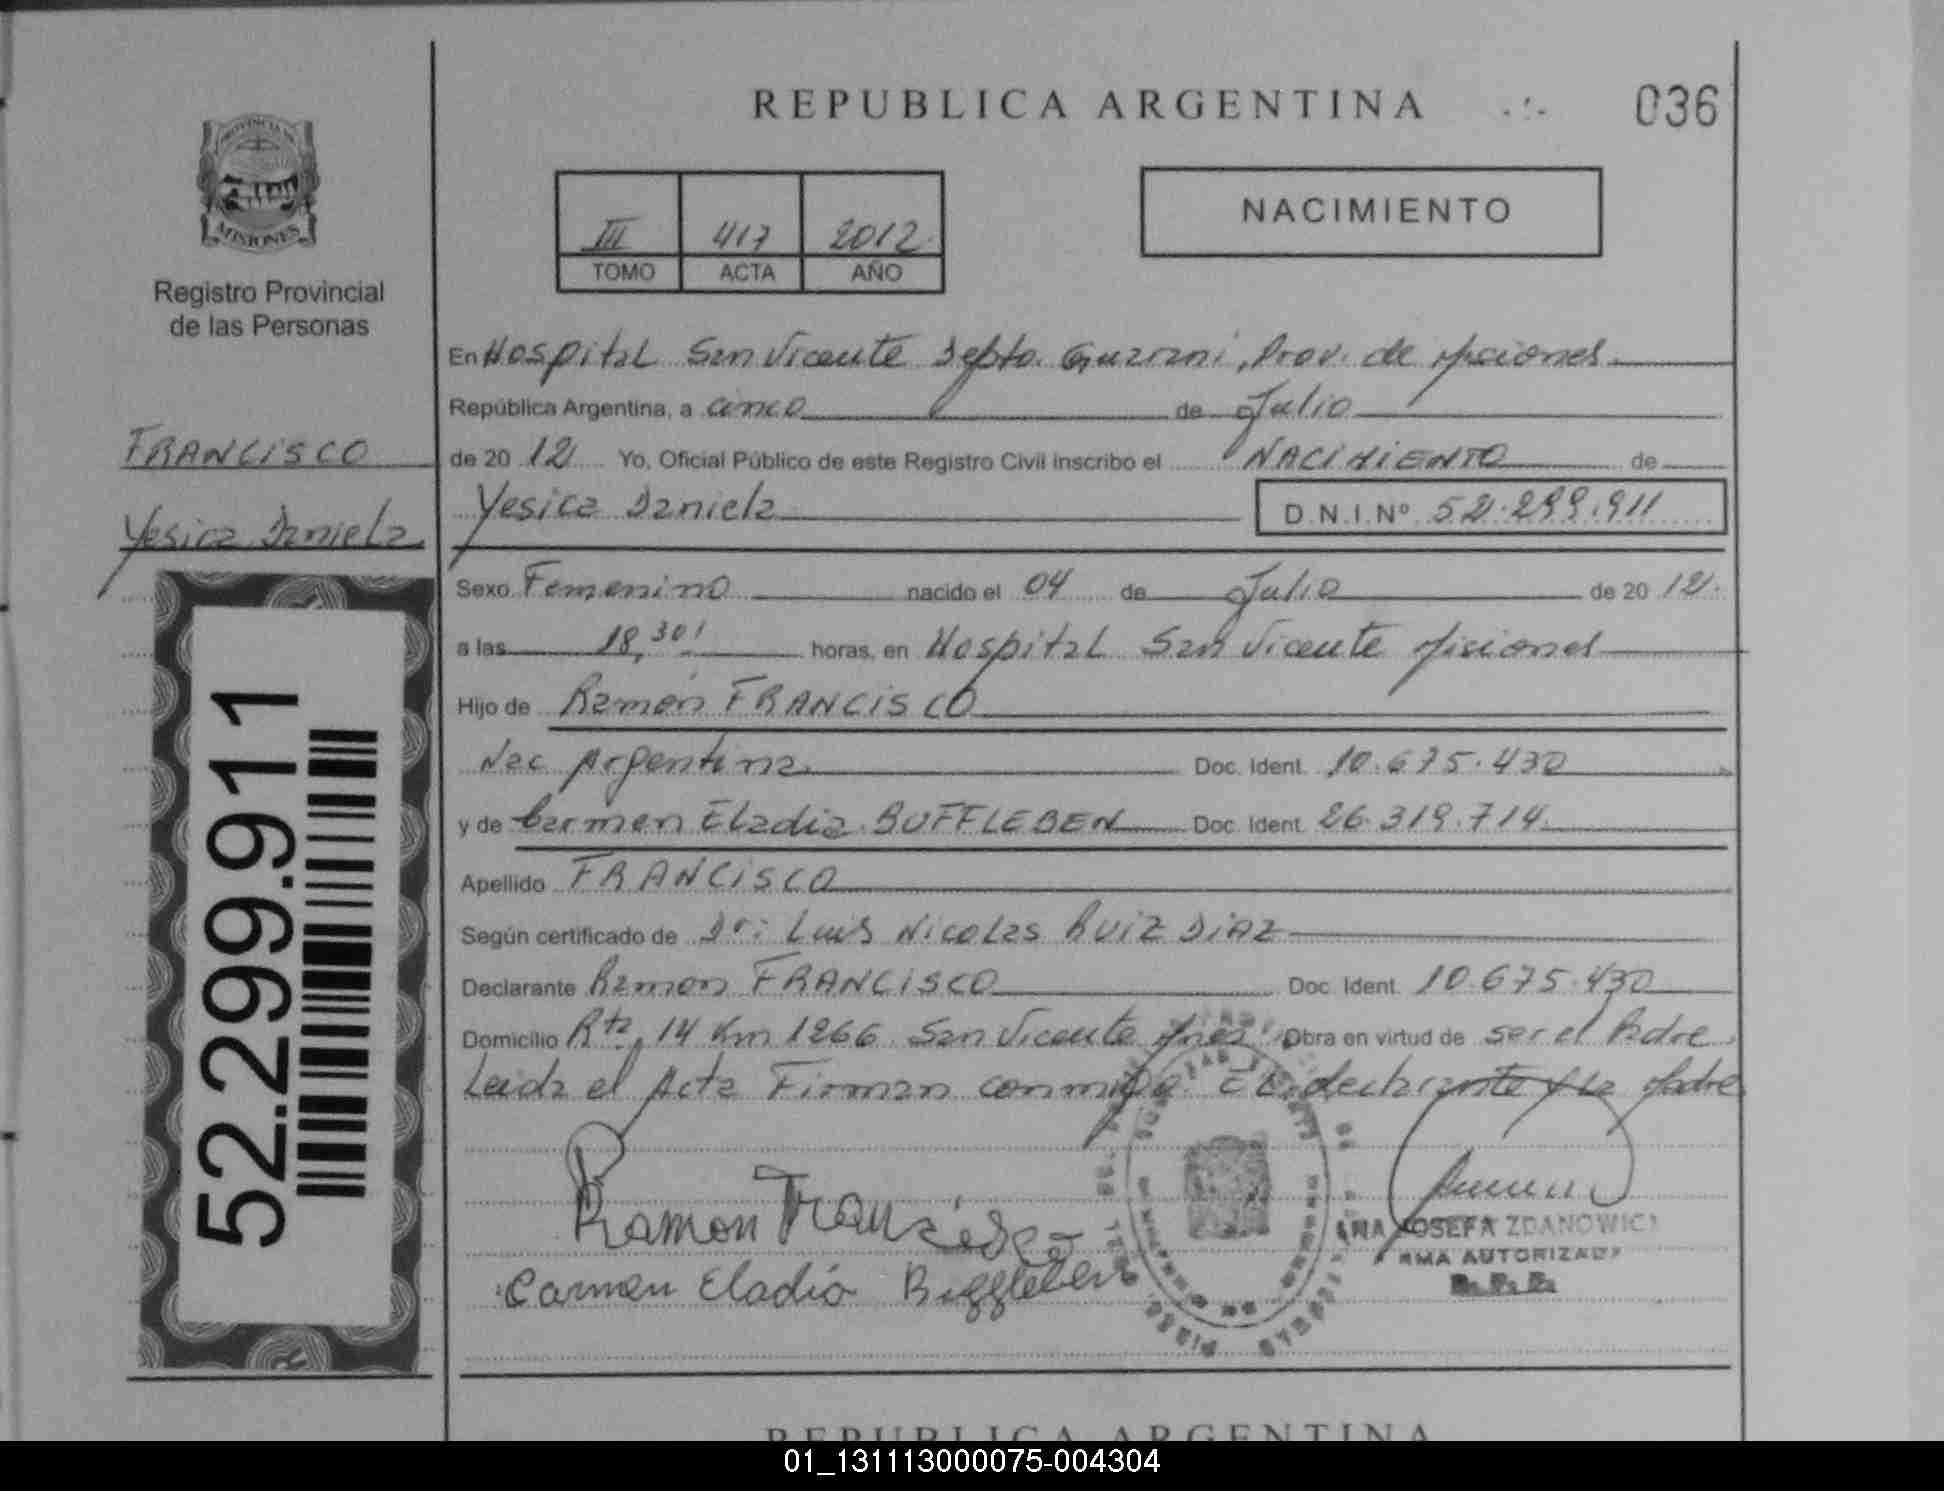 REPUBLICA ARGENTINA
036
PROVINCIA DE
MISIONES
Registro Provincial
de las Personas
III 417 2012
TOMO ACTA AÑO
NACIMIENTO
FRANCISCO
Yesica Daniela
52.299.911
En Hospital San Vicente Depto. Guarani, Prov. de Misiones
República Argentina, a cinco de Julio
de 20 12 Yo, Oficial Público de este Registro Civil inscribo el NACIMIENTO de
Yesica Daniela D.N.I.Nº 52.299.911
Sexo Femenino nacido el 04 de Julio de 20 12.
a las 18,30' horas, en Hospital San Vicente Misiones
Hijo de Ramón FRANCISCO
Nac Argentina Doc. Ident. 10.675.430
y de Carmen Eladia BUFFLEBEN Doc. Ident. 26.319.714
Apellido FRANCISCO
Según certificado de Dr: Luis Nicolas RUIZ DIAZ
Declarante Ramon FRANCISCO Doc. Ident. 10.675.430
Domicilio Rta, 14 Km 1266 San Vicente Mnes Obra en virtud de ser el Padre
Leida el Acta Firman conmigo El declarante y La Madre
Ramon Francisco
Carmen Eladia
JOSEFA ZDANOWICZ
AUTORIZADA
REPUBLICA ARGENTINA
01_131113000075-004304